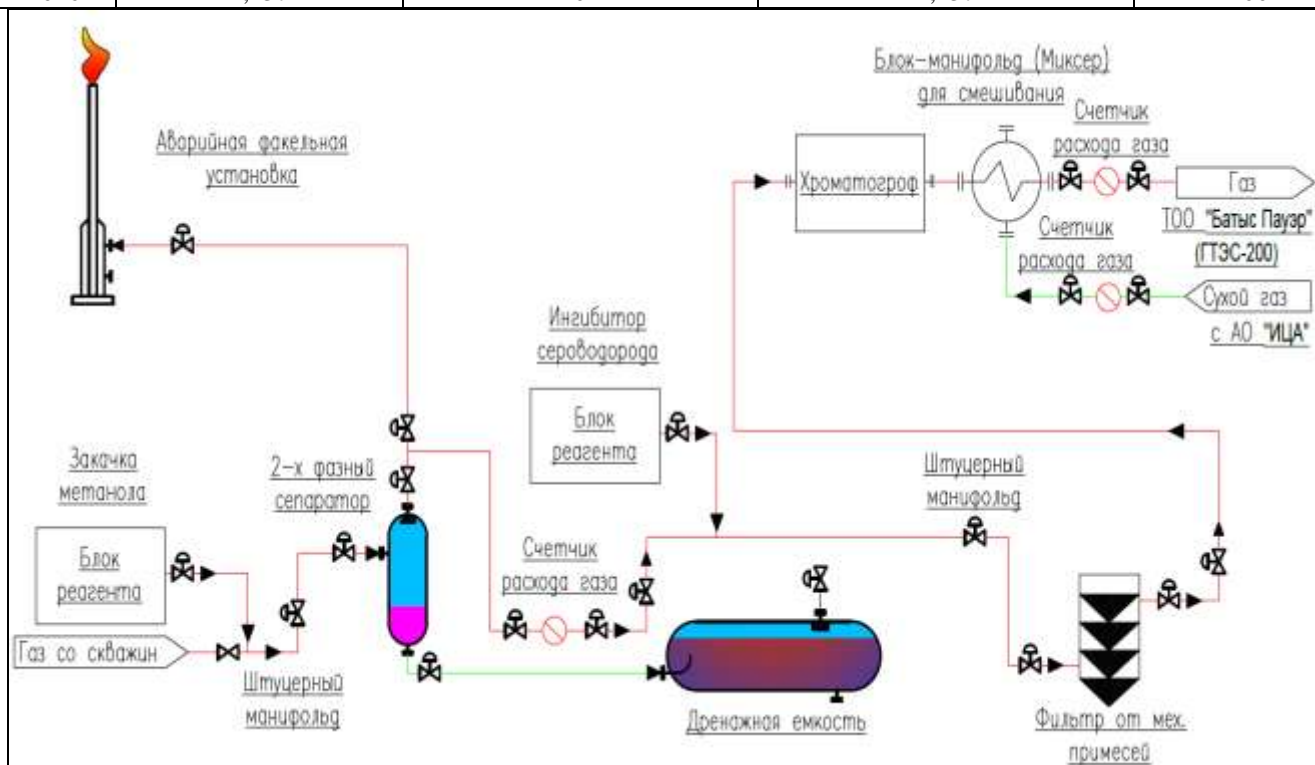 Аварийная факельная
установка
Блок-манифольд (Миксер)
для смешивания
Счетчик
расхода газа
Хроматогроф
Газ
ТОО "Батыс Пауэр"
(ГТЭС-200)
Счетчик
расхода газа
Сухой газ
с АО "ИЦА"
Ингибитор
сероводорода
Блок
реагента
Закачка
метанола
2-х фазный
сепаратор
Штуцерный
манифольд
Блок
реагента
Счетчик
расхода газа
Газ со скважин
Штуцерный
манифольд
Дренажная емкость
Фильтр от мех.
примесей